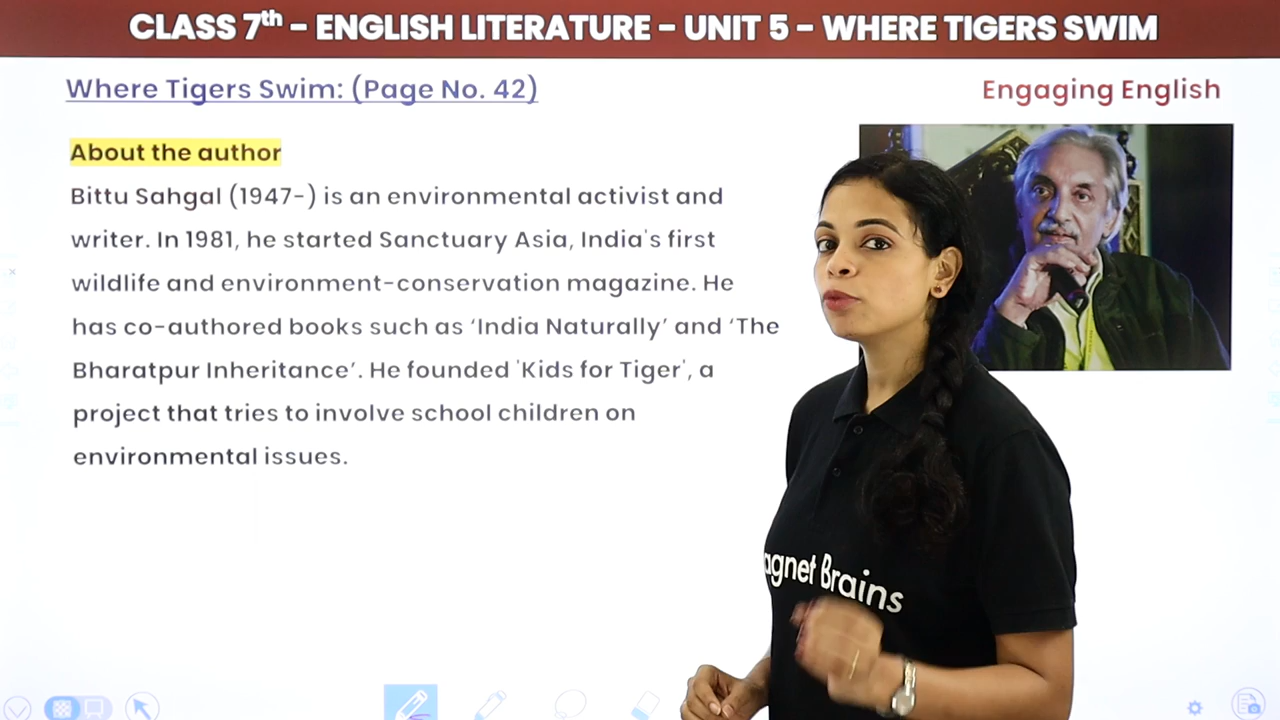 CLASS 7th - ENGLISH LITERATURE - UNIT 5 - WHERE TIGERS SWIM
Where Tigers Swim: (Page No. 42)
Engaging English
About the author
Bittu Sahgal (1947-) is an environmental activist and
writer. In 1981, he started Sanctuary Asia, India's first
wildlife and environment-conservation magazine. He
has co-authored books such as ‘India Naturally’ and ‘The
Bharatpur Inheritance’. He founded 'Kids for Tiger', a
project that tries to involve school children on
environmental issues.
agnet Brains